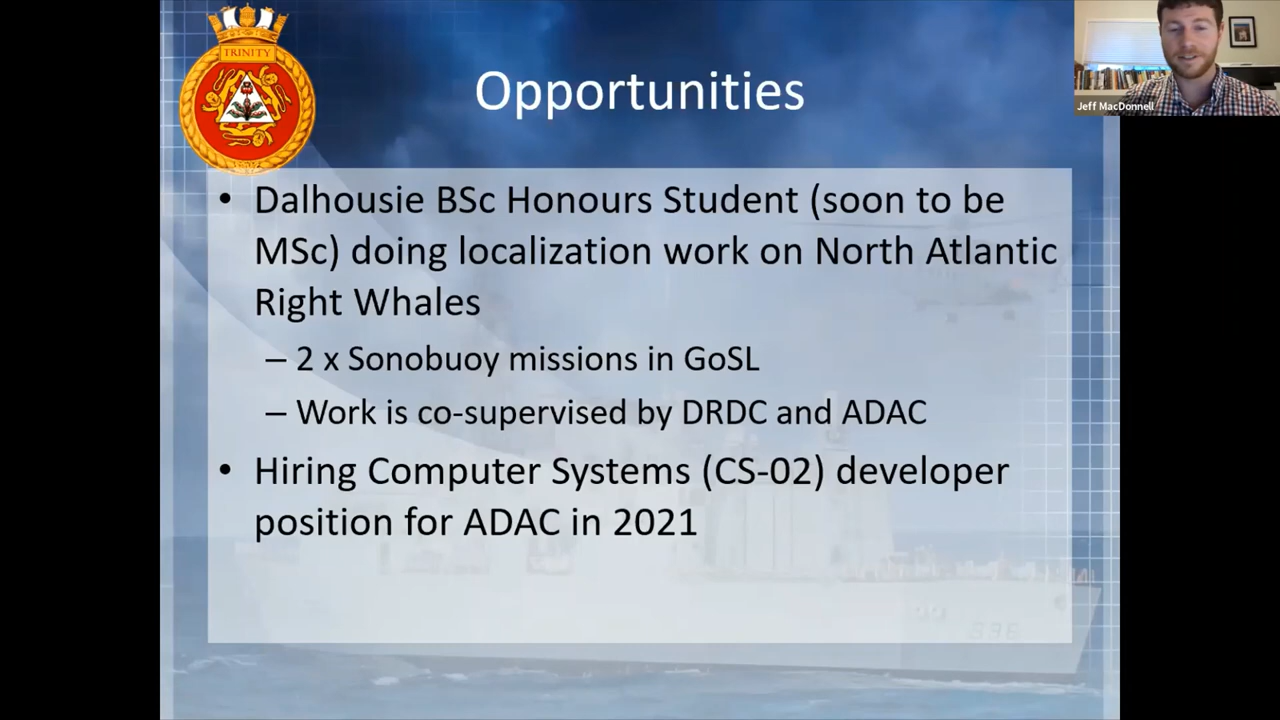 TRINITY
Opportunities
Jeff MacDonnell
• Dalhousie BSc Honours Student (soon to be
MSc) doing localization work on North Atlantic
Right Whales
– 2 x Sonobuoy missions in GoSL
– Work is co-supervised by DRDC and ADAC
• Hiring Computer Systems (CS-02) developer
position for ADAC in 2021